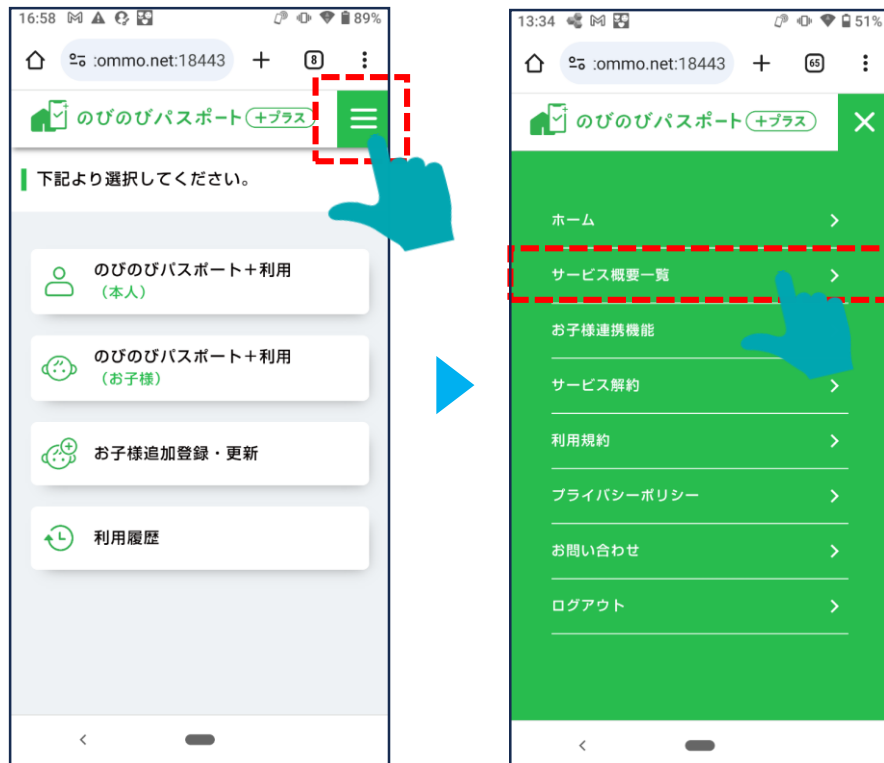 16:58
89%
:ommo.net:18443
8
のびのびパスポート +プラス
下記より選択してください。
のびのびパスポート+利用
(本人)
のびのびパスポート+利用
(お子様)
お子様追加登録・更新
利用履歴
13:34
51%
:ommo.net:18443
65
のびのびパスポート +プラス
ホーム
サービス概要一覧
お子様連携機能
サービス解約
利用規約
プライバシーポリシー
お問い合わせ
ログアウト